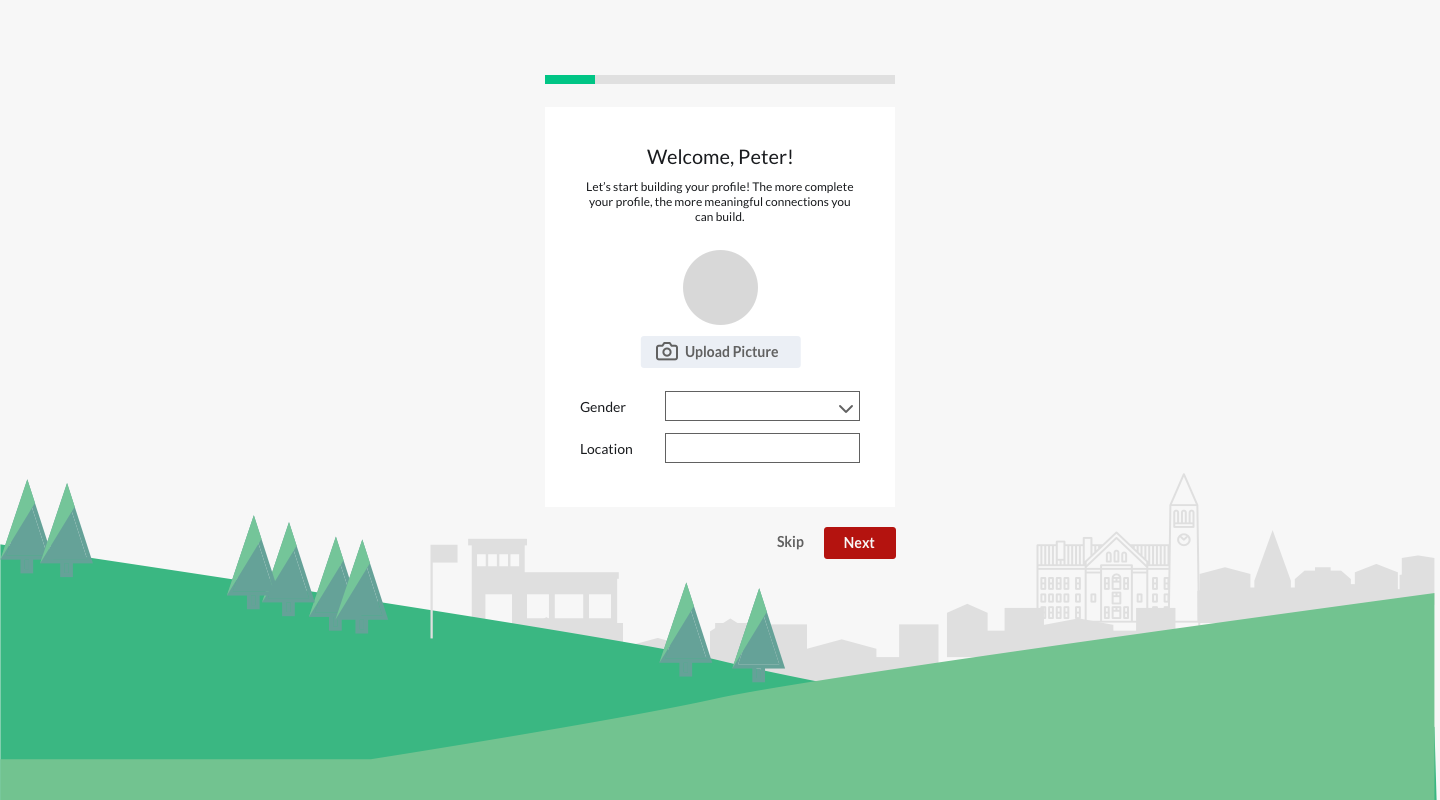 Welcome, Peter!
Let's start building your profile! The more complete
your profile, the more meaningful connections you
can build.
Upload Picture
Gender
Location
Skip
Next